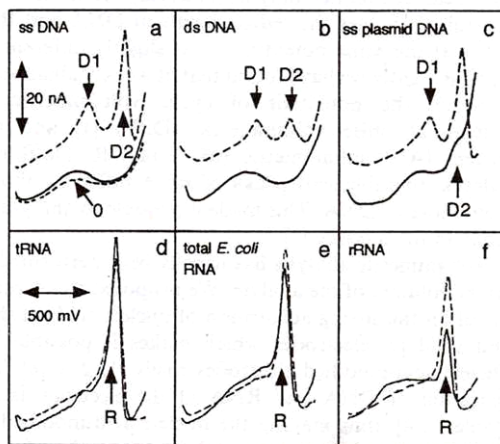 ss DNA a
D1
20 nA
D2
0
ds DNA b
D1 D2
ss plasmid DNA c
D1
D2
tRNA d
500 mV
R
total E. coli e
RNA
R
rRNA f
R